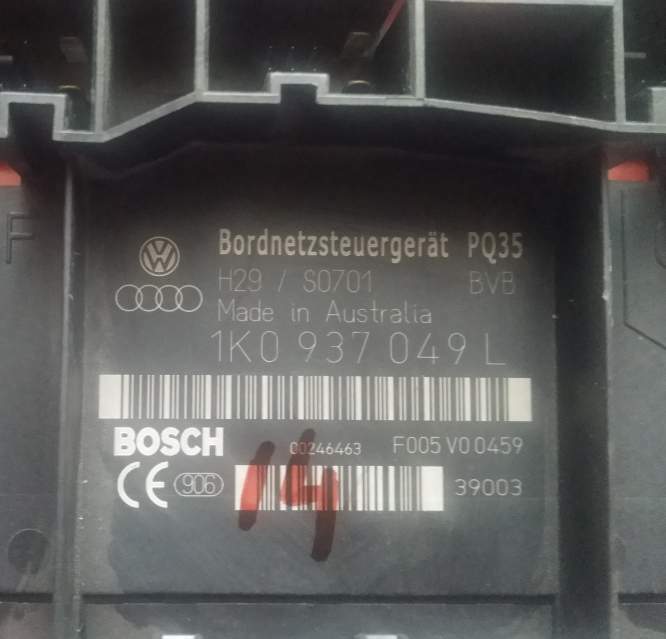 Bordnetzsteuergerät PQ35
H29 / S0701 BVB
Made in Australia
1K0 937 049 L
BOSCH 00246463 F005 V0 0459
CE 906 39003
14
F